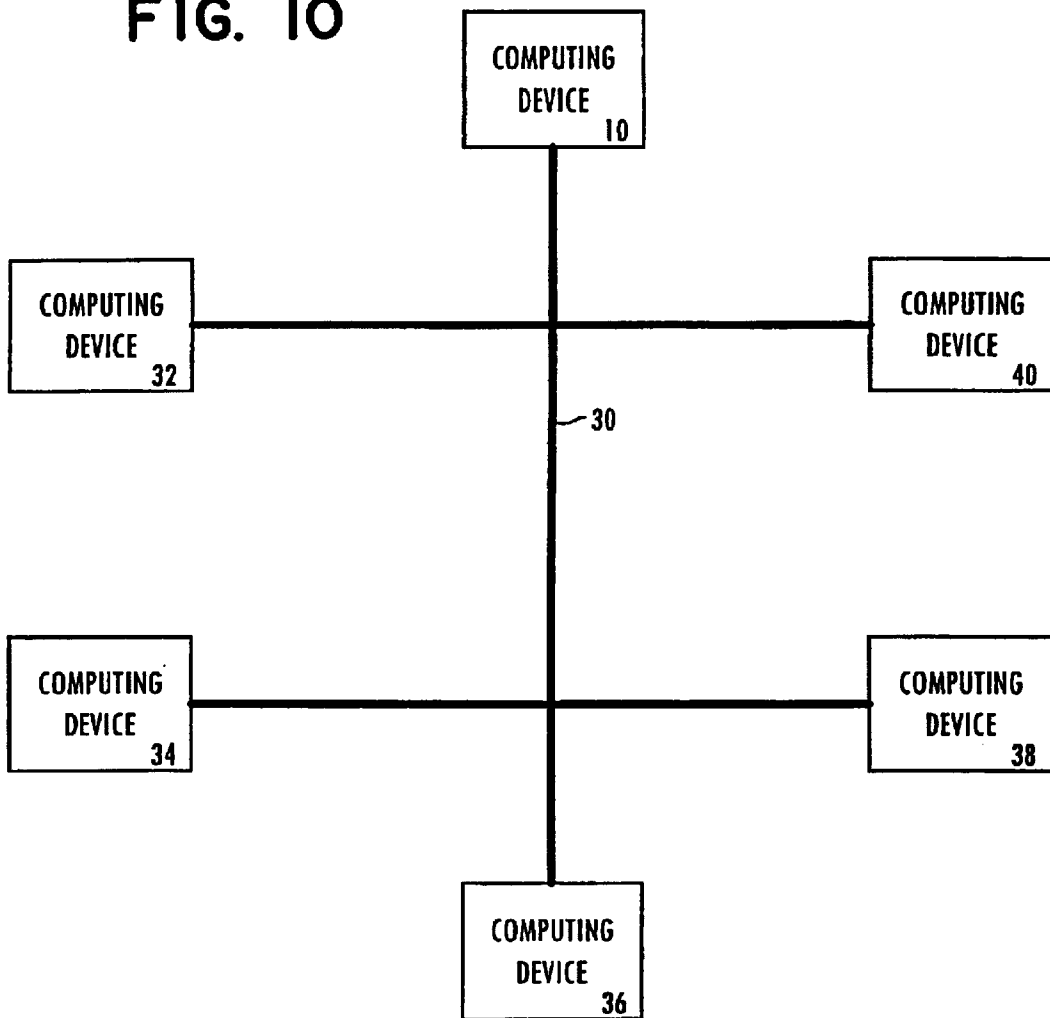 FIG. 10
COMPUTING
DEVICE
10
COMPUTING
DEVICE
32
COMPUTING
DEVICE
40
30
COMPUTING
DEVICE
34
COMPUTING
DEVICE
38
COMPUTING
DEVICE
36